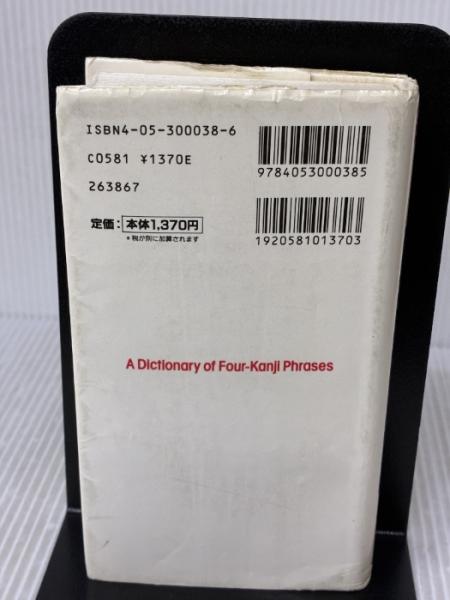 ISBN4-05-300038-6
C0581 ¥1370E
263867
定価：本体1,370円
＊税が別に加算されます
9784053000385
1920581013703
A Dictionary of Four-Kanji Phrases